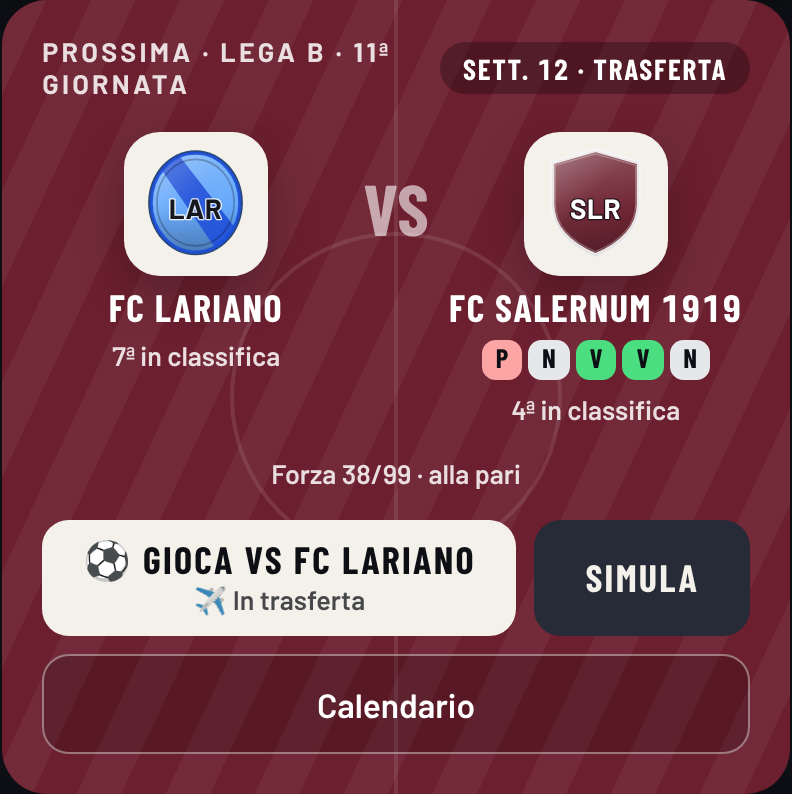 PROSSIMA · LEGA B · 11ª
GIORNATA
SETT. 12 · TRASFERTA
LAR
VS
SLR
FC LARIANO
FC SALERNUM 1919
7ª in classifica
P N V V N
4ª in classifica
Forza 38/99 · alla pari
GIOCA VS FC LARIANO
In trasferta
SIMULA
Calendario